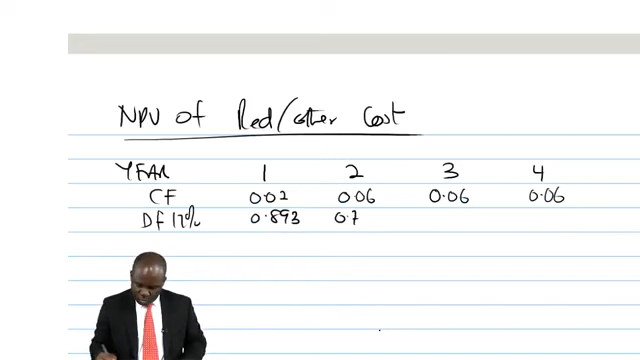 NPV of Red/other Cost
YEAR 1 2 3 4
CF 0.02 0.06 0.06 0.06
DF 12% 0.893 0.7